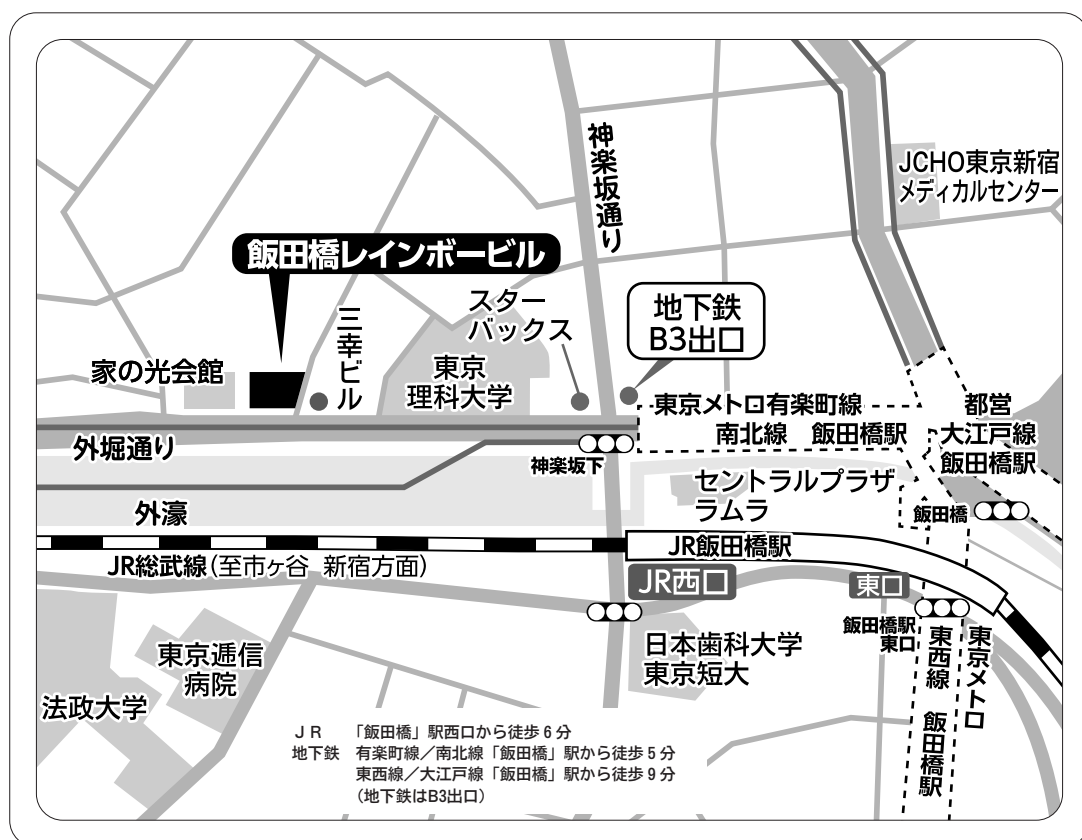 神楽坂通り
JCHO東京新宿
メディカルセンター
飯田橋レインボービル
スター
バックス
地下鉄
B3出口
三幸ビル
家の光会館
東京
理科大学
東京メトロ有楽町線
南北線 飯田橋駅
都営
大江戸線
飯田橋駅
外堀通り
神楽坂下
セントラルプラザ
ラムラ
外濠
飯田橋
JR飯田橋駅
JR総武線(至市ヶ谷 新宿方面)
JR西口
東口
飯田橋駅
東口
東京メトロ
東西線 飯田橋駅
日本歯科大学
東京短大
東京逓信
病院
法政大学
JR 「飯田橋」駅西口から徒歩6分
地下鉄 有楽町線／南北線「飯田橋」駅から徒歩5分
東西線／大江戸線「飯田橋」駅から徒歩9分
(地下鉄はB3出口)